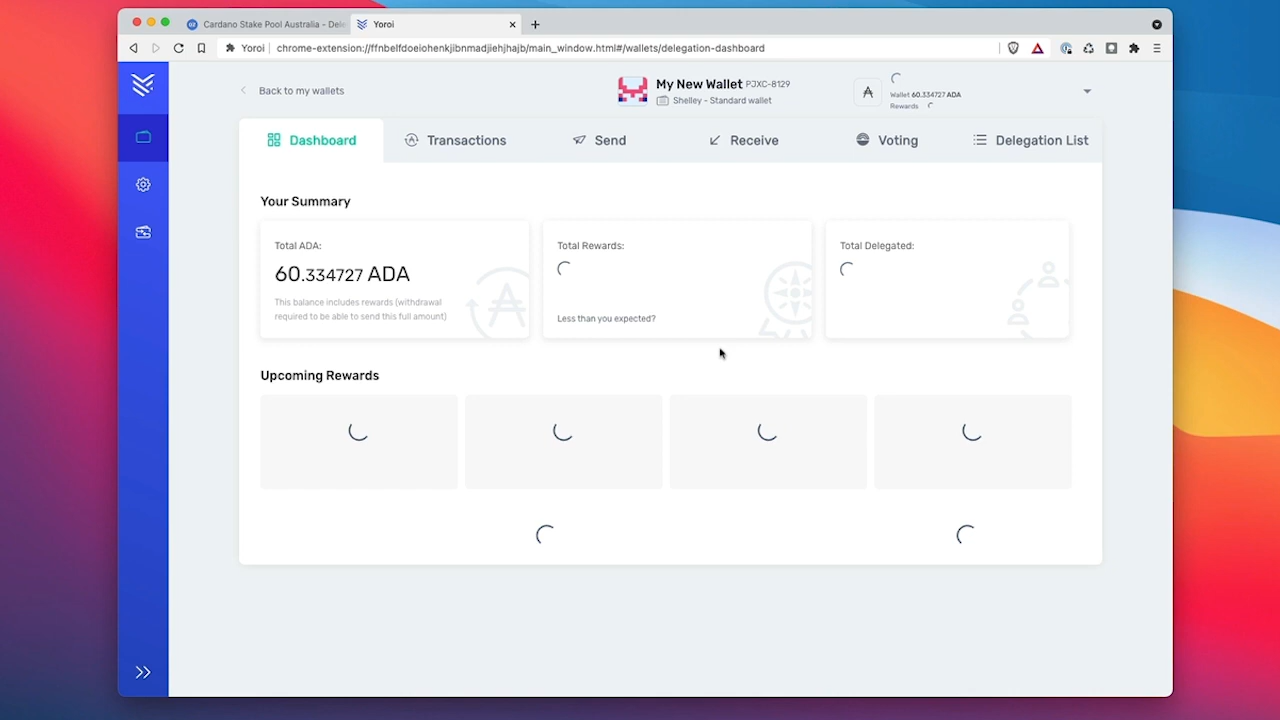 Cardano Stake Pool Australia - Dele
Yoroi
Yoroi
chrome-extension://ffnbelfdoeiohenkjibnmadjiehjhajb/main_window.html#/wallets/delegation-dashboard
Back to my wallets
My New Wallet PJXC-8129
Shelley - Standard wallet
Wallet 60.334727 ADA
Rewards
Dashboard
Transactions
Send
Receive
Voting
Delegation List
Your Summary
Total ADA:
60.334727 ADA
This balance includes rewards (withdrawal
required to be able to send this full amount)
Total Rewards:
Less than you expected?
Total Delegated:
Upcoming Rewards